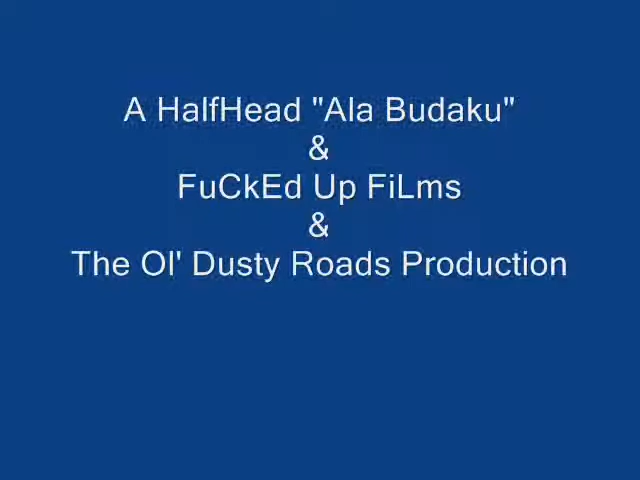 A HalfHead "Ala Budaku"
&
FuCkEd Up FiLms
&
The Ol' Dusty Roads Production